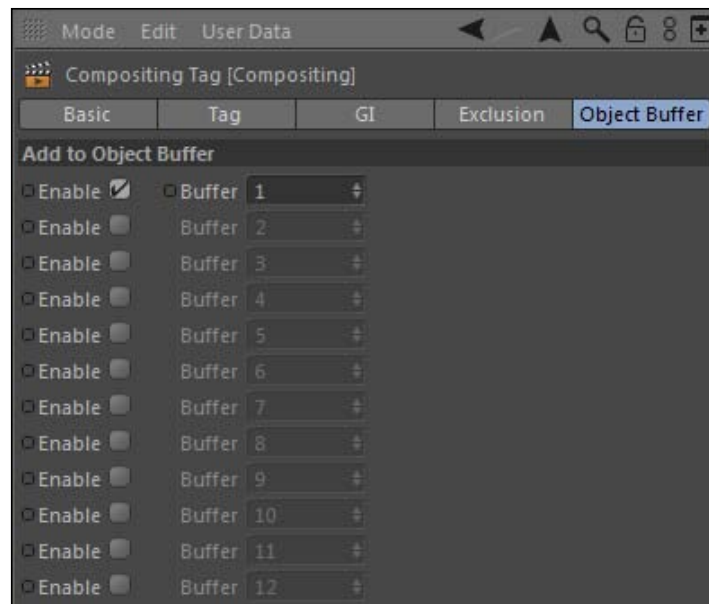 Mode Edit User Data
Compositing Tag [Compositing]
Basic Tag GI Exclusion Object Buffer
Add to Object Buffer
Enable Buffer 1
Enable Buffer 2
Enable Buffer 3
Enable Buffer 4
Enable Buffer 5
Enable Buffer 6
Enable Buffer 7
Enable Buffer 8
Enable Buffer 9
Enable Buffer 10
Enable Buffer 11
Enable Buffer 12